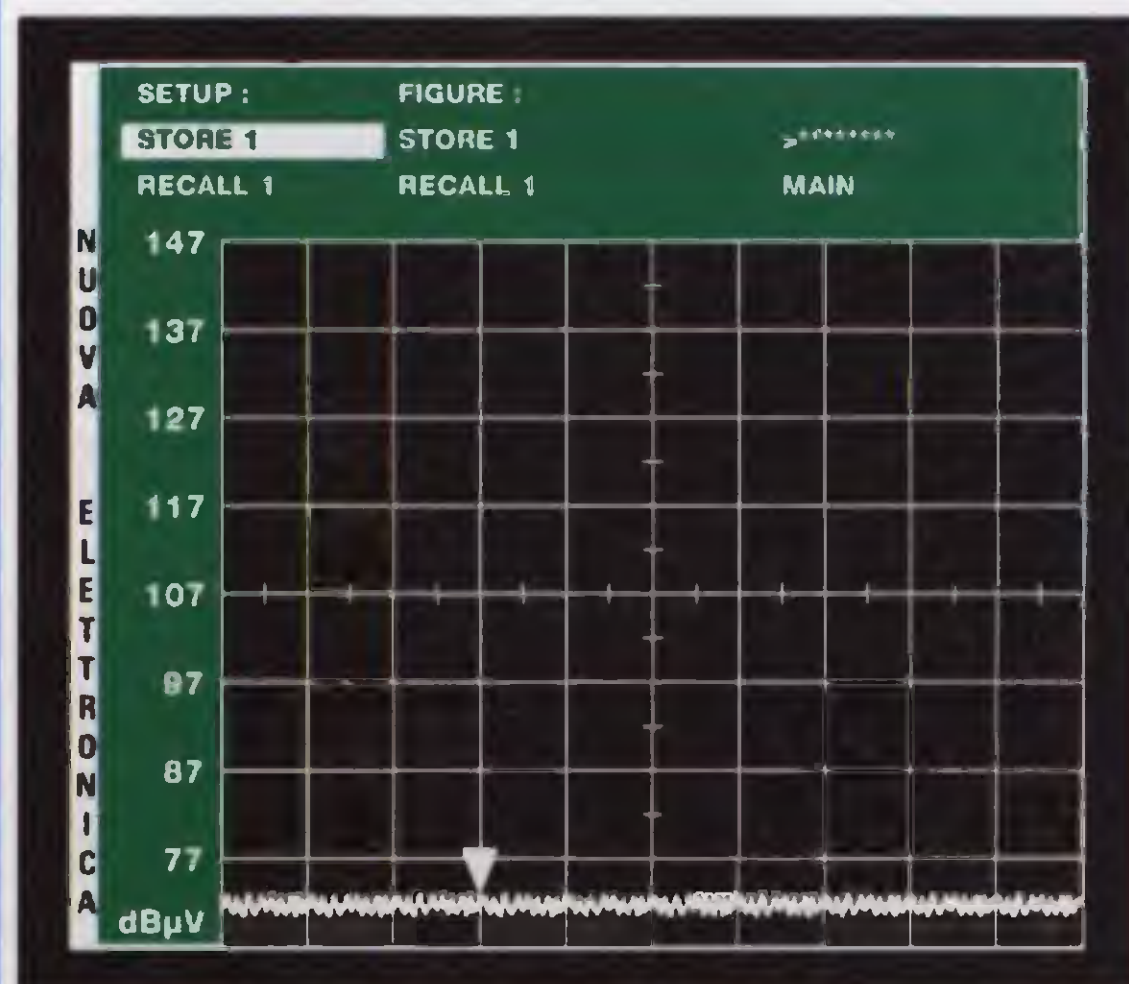 SETUP : FIGURE :
STORE 1 STORE 1 >********
RECALL 1 RECALL 1 MAIN
NUOVA ELETTRONICA
147
137
127
117
107
97
87
77
dBµV